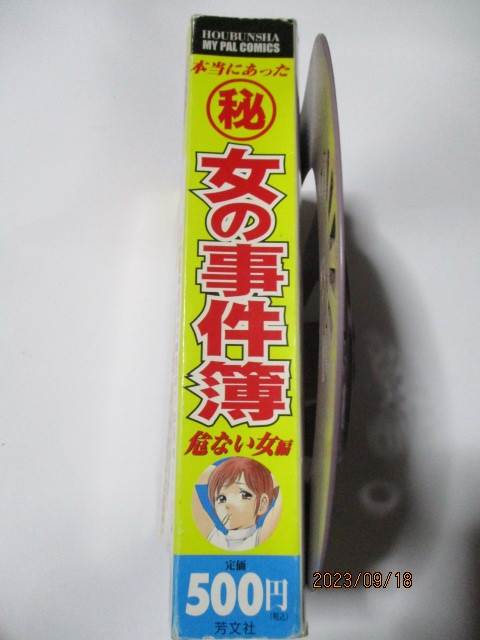 HOUBUNSHA
MY PAL COMICS
本当にあった
秘
女の事件簿
危ない女編
定価
500円
(税込)
芳文社
2023/09/18